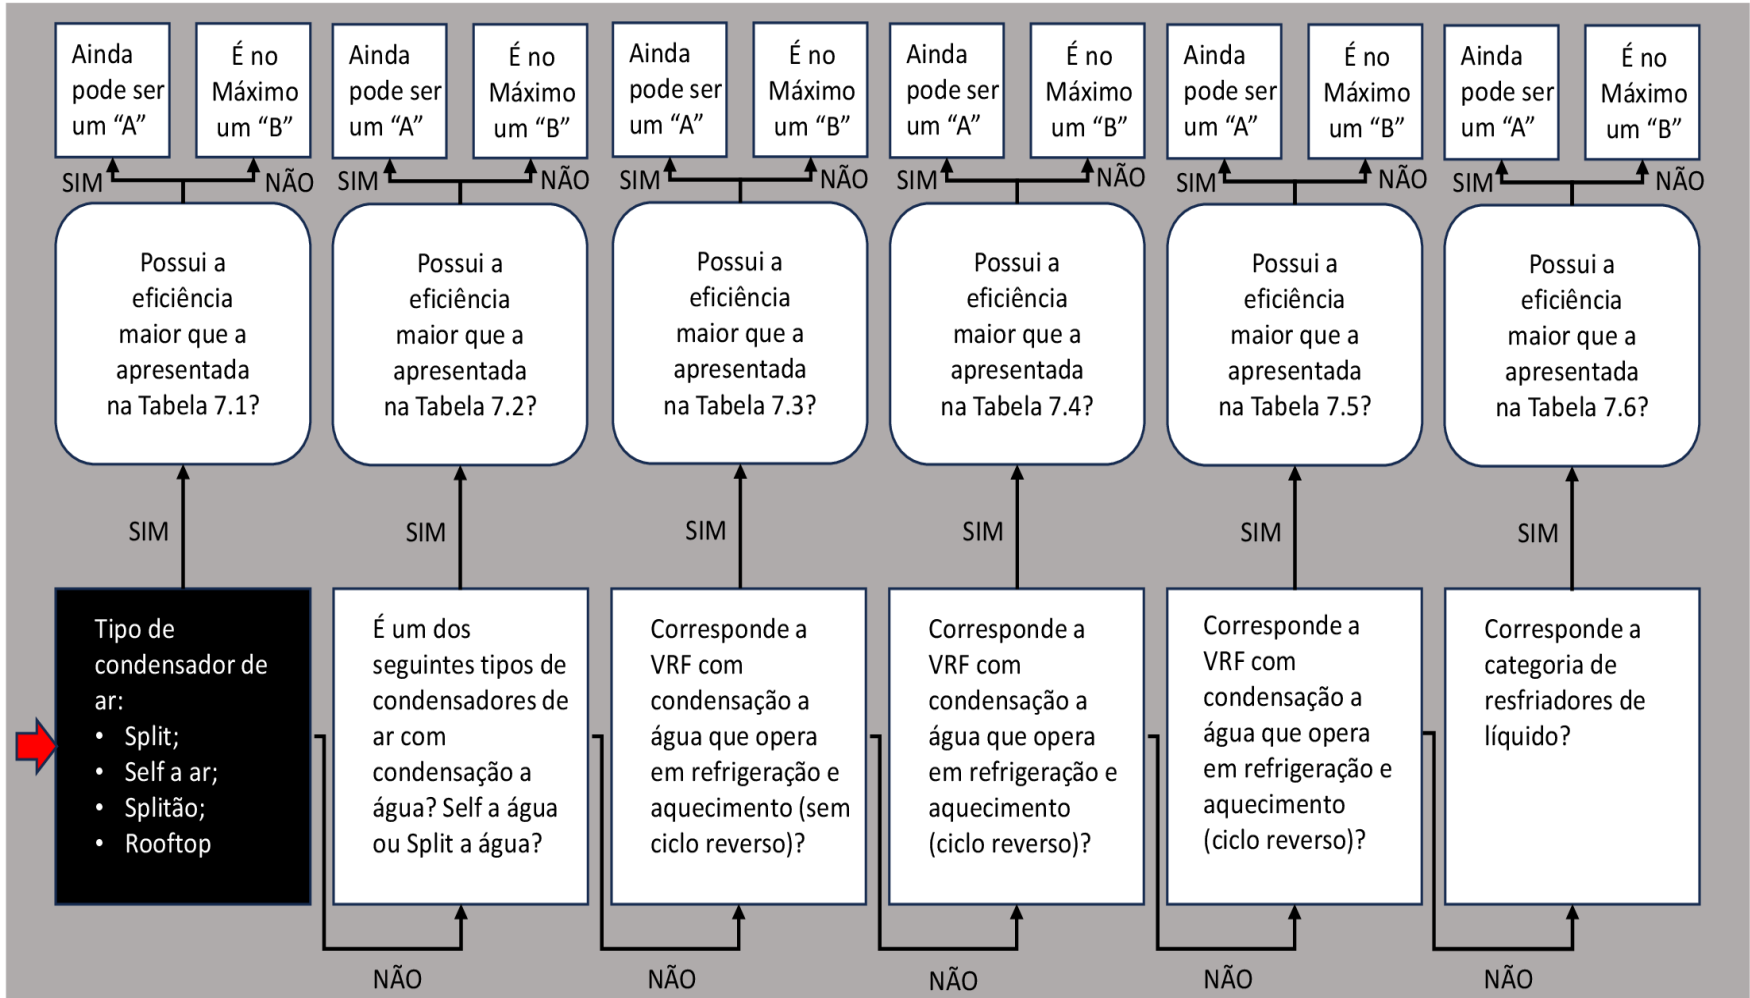 Ainda
pode ser
um “A”
É no
Máximo
um “B”
Ainda
pode ser
um “A”
É no
Máximo
um “B”
Ainda
pode ser
um “A”
É no
Máximo
um “B”
Ainda
pode ser
um “A”
É no
Máximo
um “B”
Ainda
pode ser
um “A”
É no
Máximo
um “B”
Ainda
pode ser
um “A”
É no
Máximo
um “B”
SIM
NÃO
SIM
NÃO
SIM
NÃO
SIM
NÃO
SIM
NÃO
SIM
NÃO
Possui a
eficiência
maior que a
apresentada
na Tabela 7.1?
Possui a
eficiência
maior que a
apresentada
na Tabela 7.2?
Possui a
eficiência
maior que a
apresentada
na Tabela 7.3?
Possui a
eficiência
maior que a
apresentada
na Tabela 7.4?
Possui a
eficiência
maior que a
apresentada
na Tabela 7.5?
Possui a
eficiência
maior que a
apresentada
na Tabela 7.6?
SIM
SIM
SIM
SIM
SIM
SIM
Tipo de
condensador de
ar:
• Split;
• Self a ar;
• Splitão;
• Rooftop
É um dos
seguintes tipos de
condensadores de
ar com
condensação a
água? Self a água
ou Split a água?
Corresponde a
VRF com
condensação a
água que opera
em refrigeração e
aquecimento (sem
ciclo reverso)?
Corresponde a
VRF com
condensação a
água que opera
em refrigeração e
aquecimento
(ciclo reverso)?
Corresponde a
VRF com
condensação a
água que opera
em refrigeração e
aquecimento
(ciclo reverso)?
Corresponde a
categoria de
resfriadores de
líquido?
NÃO
NÃO
NÃO
NÃO
NÃO